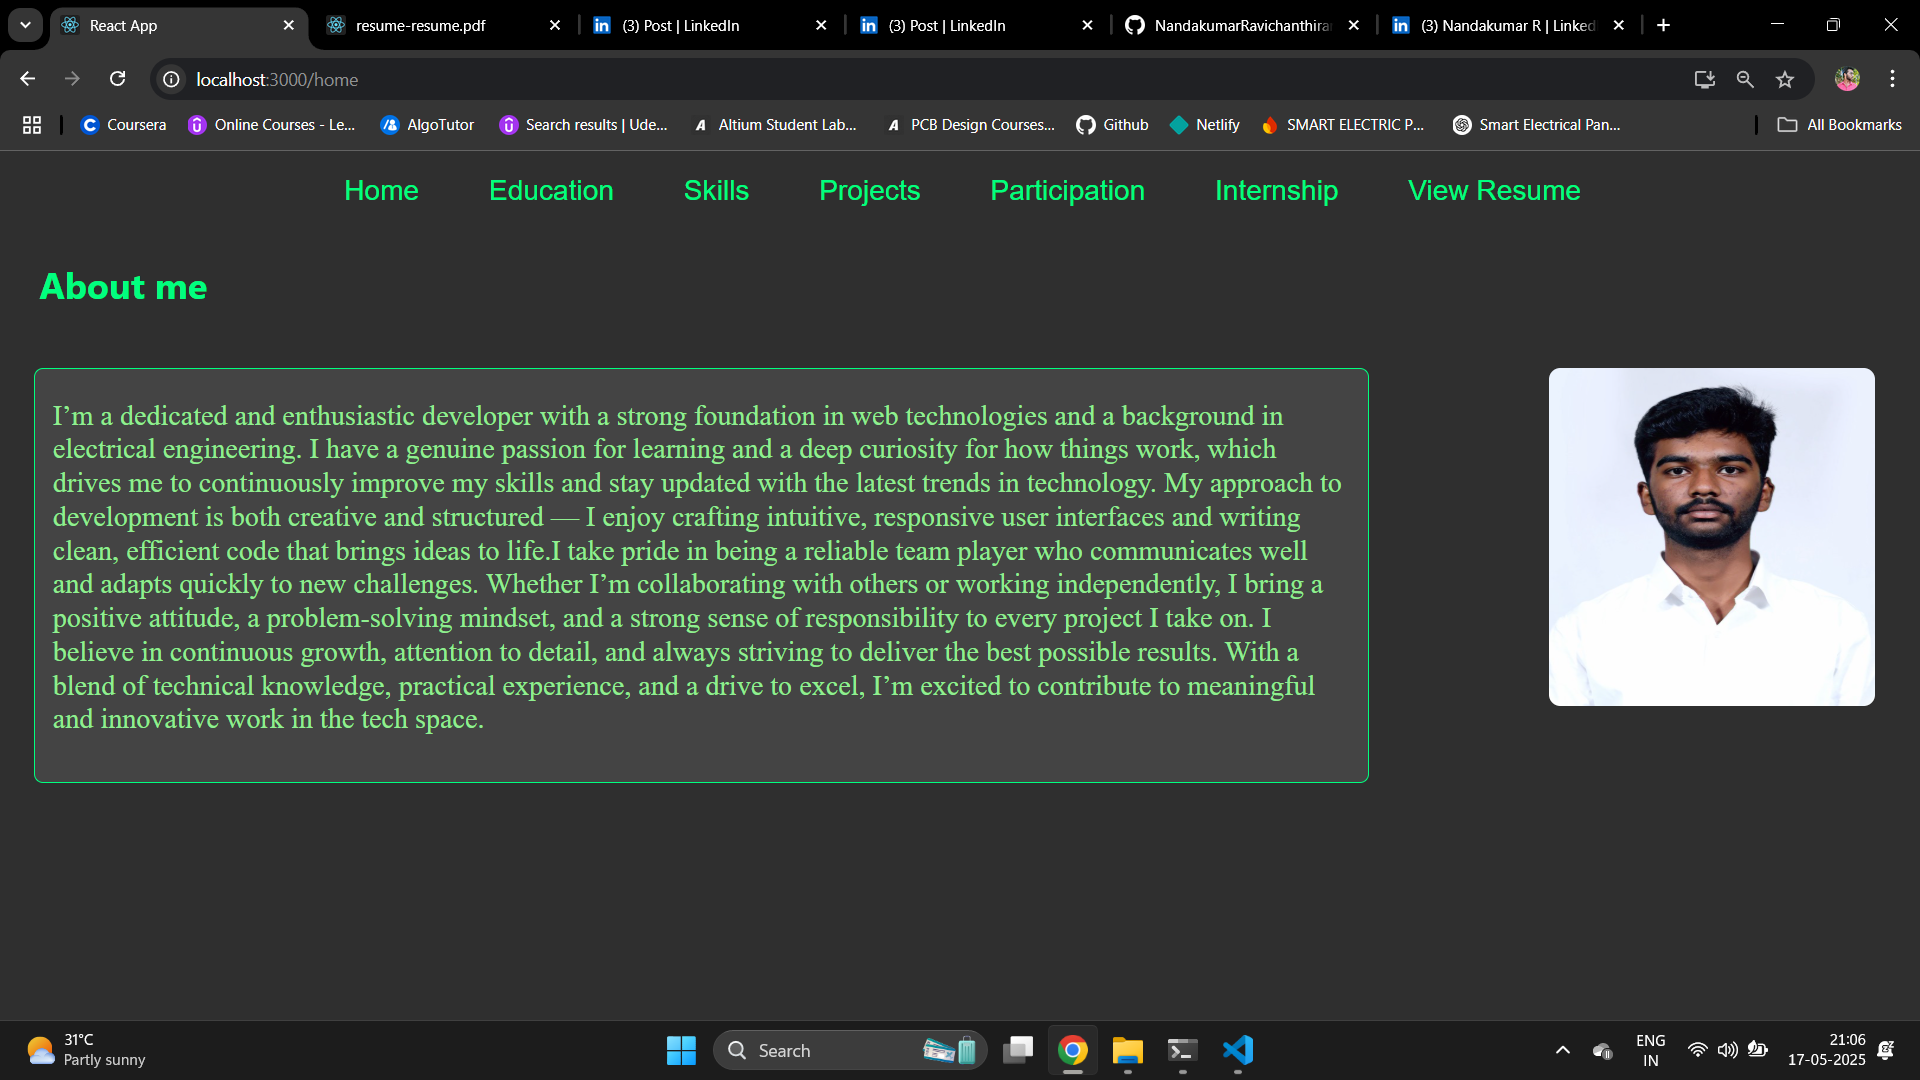 React App
resume-resume.pdf
(3) Post | LinkedIn
(3) Post | LinkedIn
NandakumarRavichanthira
(3) Nandakumar R | Linked
localhost:3000/home
Coursera
Online Courses - Le...
AlgoTutor
Search results | Ude...
Altium Student Lab...
PCB Design Courses...
Github
Netlify
SMART ELECTRIC P...
Smart Electrical Pan...
All Bookmarks
Home
Education
Skills
Projects
Participation
Internship
View Resume
About me
I’m a dedicated and enthusiastic developer with a strong foundation in web technologies and a background in
electrical engineering. I have a genuine passion for learning and a deep curiosity for how things work, which
drives me to continuously improve my skills and stay updated with the latest trends in technology. My approach to
development is both creative and structured — I enjoy crafting intuitive, responsive user interfaces and writing
clean, efficient code that brings ideas to life.I take pride in being a reliable team player who communicates well
and adapts quickly to new challenges. Whether I’m collaborating with others or working independently, I bring a
positive attitude, a problem-solving mindset, and a strong sense of responsibility to every project I take on. I
believe in continuous growth, attention to detail, and always striving to deliver the best possible results. With a
blend of technical knowledge, practical experience, and a drive to excel, I’m excited to contribute to meaningful
and innovative work in the tech space.
31°C
Partly sunny
Search
ENG
IN
21:06
17-05-2025